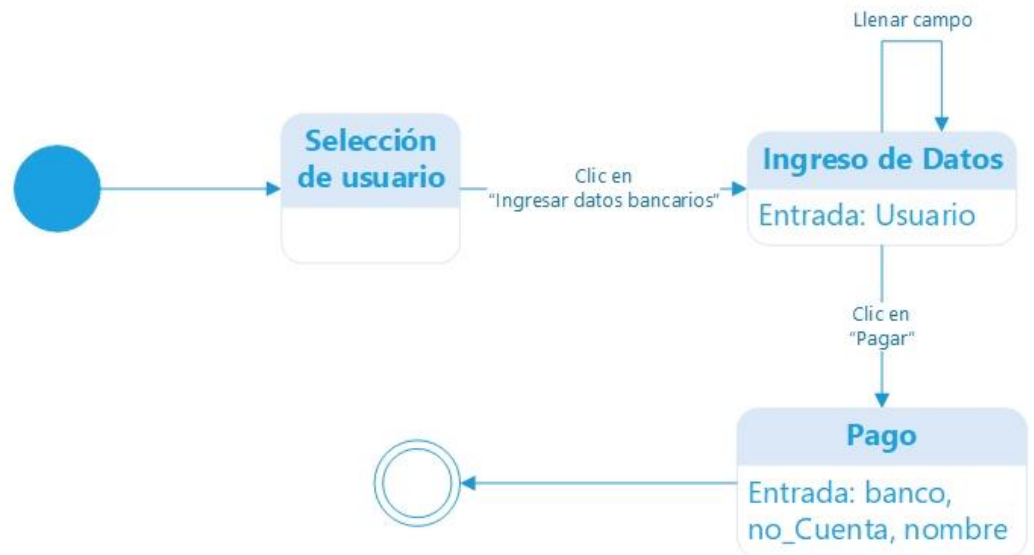 Llenar campo
Selección
de usuario
Clic en
“Ingresar datos bancarios”
Ingreso de Datos
Entrada: Usuario
Clic en
“Pagar”
Pago
Entrada: banco,
no_Cuenta, nombre